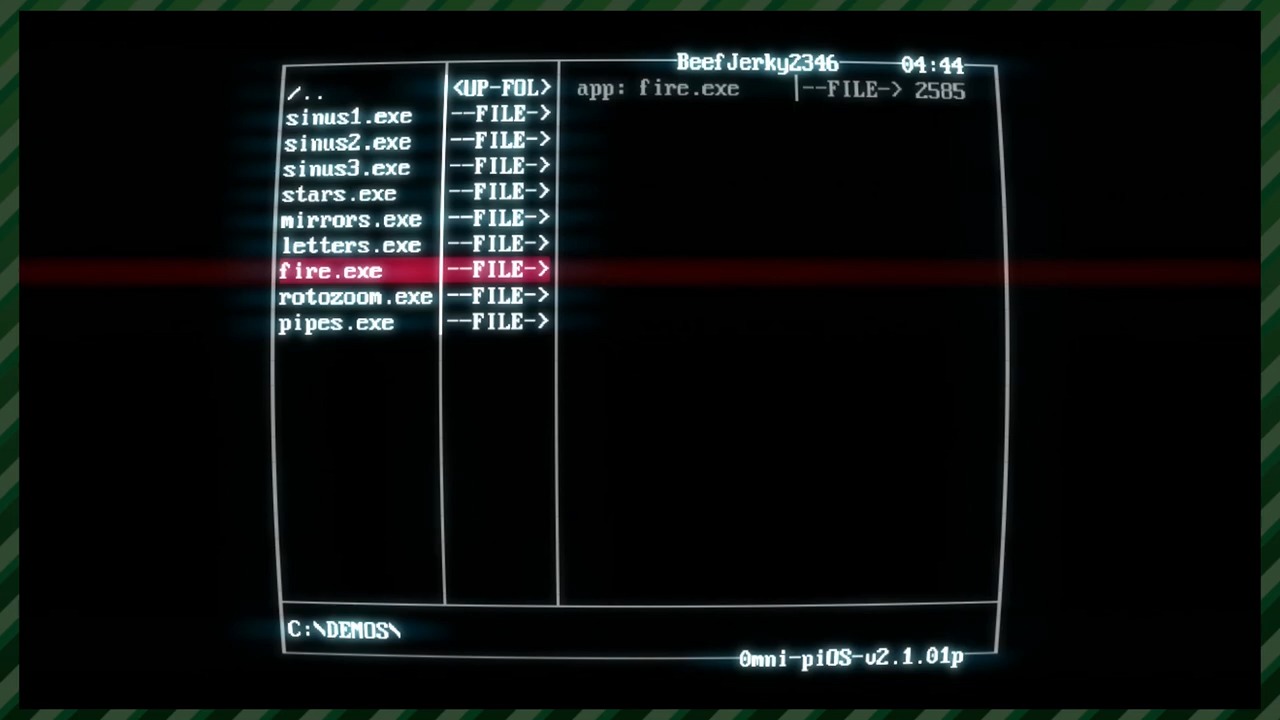 BeefJerky2346 04:44
/.. <UP-FOL> app: fire.exe |--FILE-> 2585
sinus1.exe --FILE->
sinus2.exe --FILE->
sinus3.exe --FILE->
stars.exe --FILE->
mirrors.exe --FILE->
letters.exe --FILE->
fire.exe --FILE->
rotozoom.exe --FILE->
pipes.exe --FILE->
C:\DEMOS\
0mni-piOS-v2.1.01p